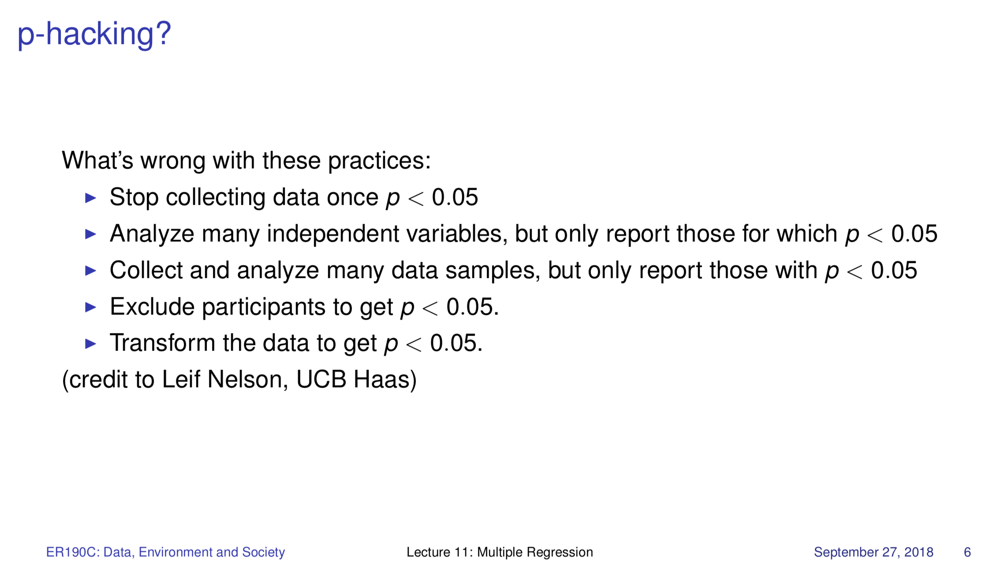 p-hacking?
What's wrong with these practices:
▶ Stop collecting data once p < 0.05
▶ Analyze many independent variables, but only report those for which p < 0.05
▶ Collect and analyze many data samples, but only report those with p < 0.05
▶ Exclude participants to get p < 0.05.
▶ Transform the data to get p < 0.05.
(credit to Leif Nelson, UCB Haas)
ER190C: Data, Environment and Society Lecture 11: Multiple Regression September 27, 2018 6